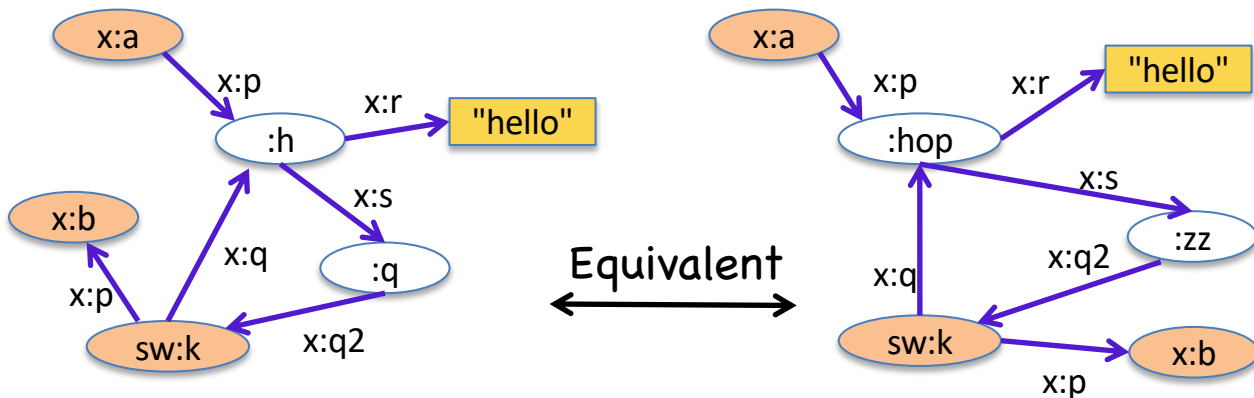 x:a
x:p
x:r
"hello"
:h
x:s
x:b
x:q
:q
x:p
x:q2
sw:k
Equivalent
x:a
x:p
x:r
"hello"
:hop
x:s
:zz
x:q2
x:q
sw:k
x:b
x:p